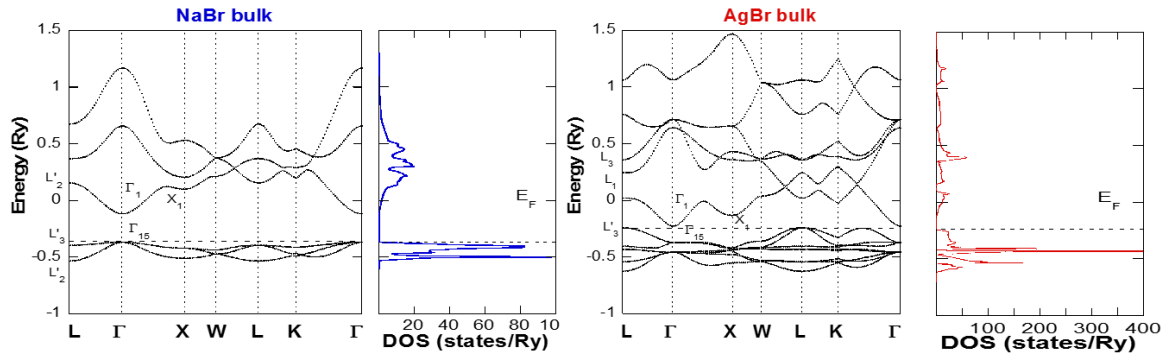 NaBr bulk
AgBr bulk
Energy (Ry)
1.5
1
0.5
0
-0.5
-1
L'2
L'3
L'2
Γ1
X1
Γ15
EF
L Γ X W L K Γ
20 40 60 80 10 0
DOS (states/Ry)
Energy (Ry)
1.5
1
0.5
0
-0.5
-1
L3
L1
L'3
Γ1
X1
Γ15
EF
L Γ X W L K Γ
100 200 300 400
DOS (states/Ry)